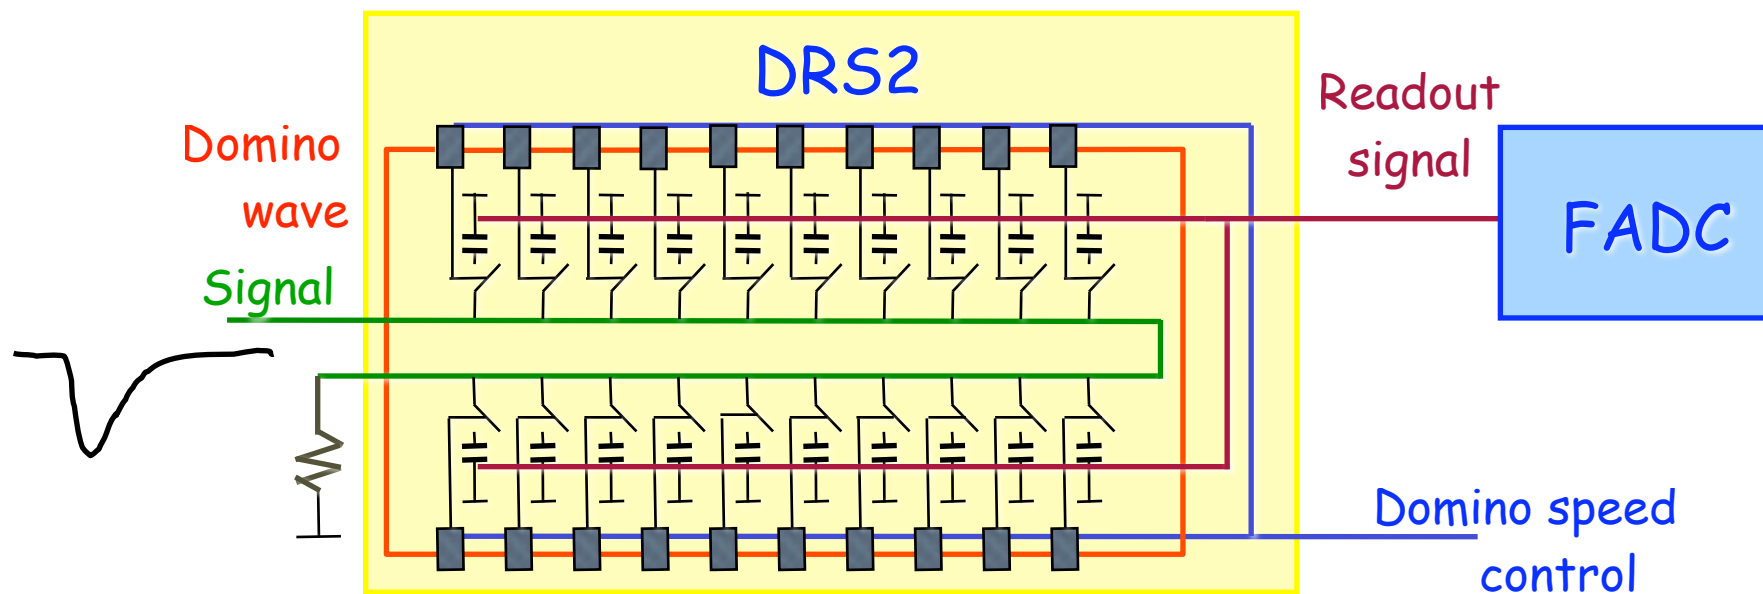 DRS2
Domino
wave
Signal
Readout
signal
FADC
Domino speed
control